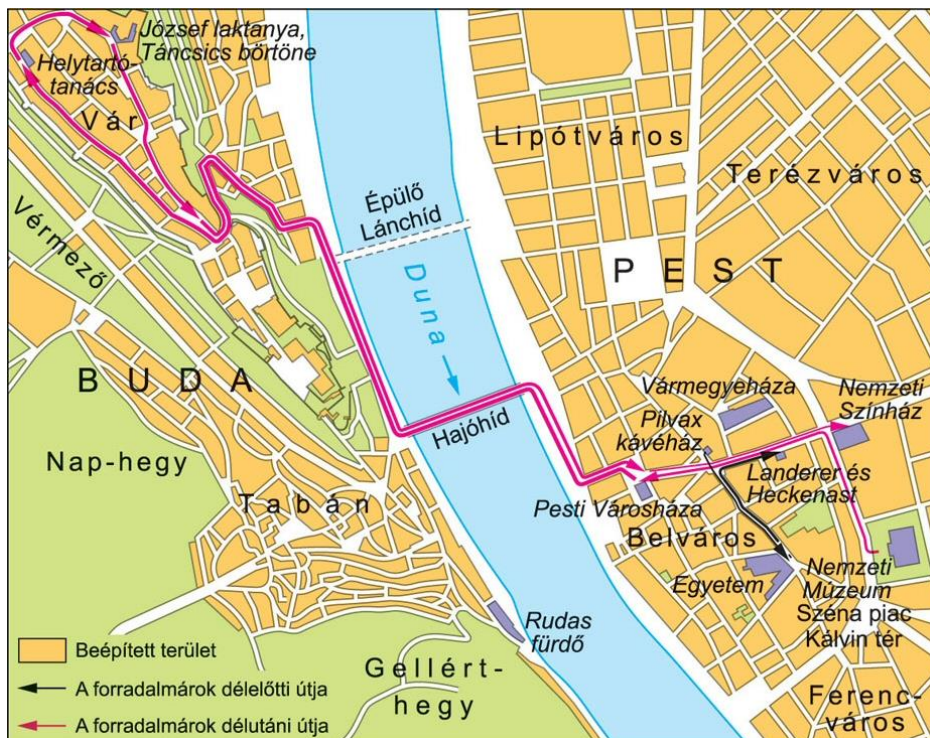 József laktanya,
Táncsics börtöne
Helytartó-
tanács
Vár
Vérmező
BUDA
Nap-hegy
Tabán
Épülő
Lánchíd
Duna
Hajóhíd
Lipótváros
Terézváros
PEST
Vármegyeháza
Nemzeti
Színház
Pilvax
kávéház
Landerer és
Heckenast
Pesti Városháza
Belváros
Egyetem
Nemzeti
Múzeum
Széna piac
Kálvin tér
Rudas
fürdő
Gellért-
hegy
Ferenc-
város
Beépített terület
A forradalmárok délelőtti útja
A forradalmárok délutáni útja